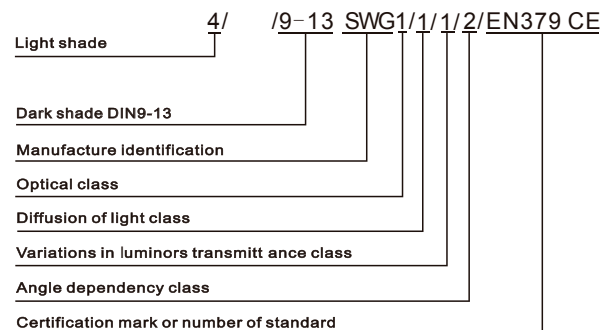 4/ /9-13 SWG1/1/1/2/EN379 CE
Light shade
Dark shade DIN9-13
Manufacture identification
Optical class
Diffusion of light class
Variations in luminors transmitt ance class
Angle dependency class
Certification mark or number of standard